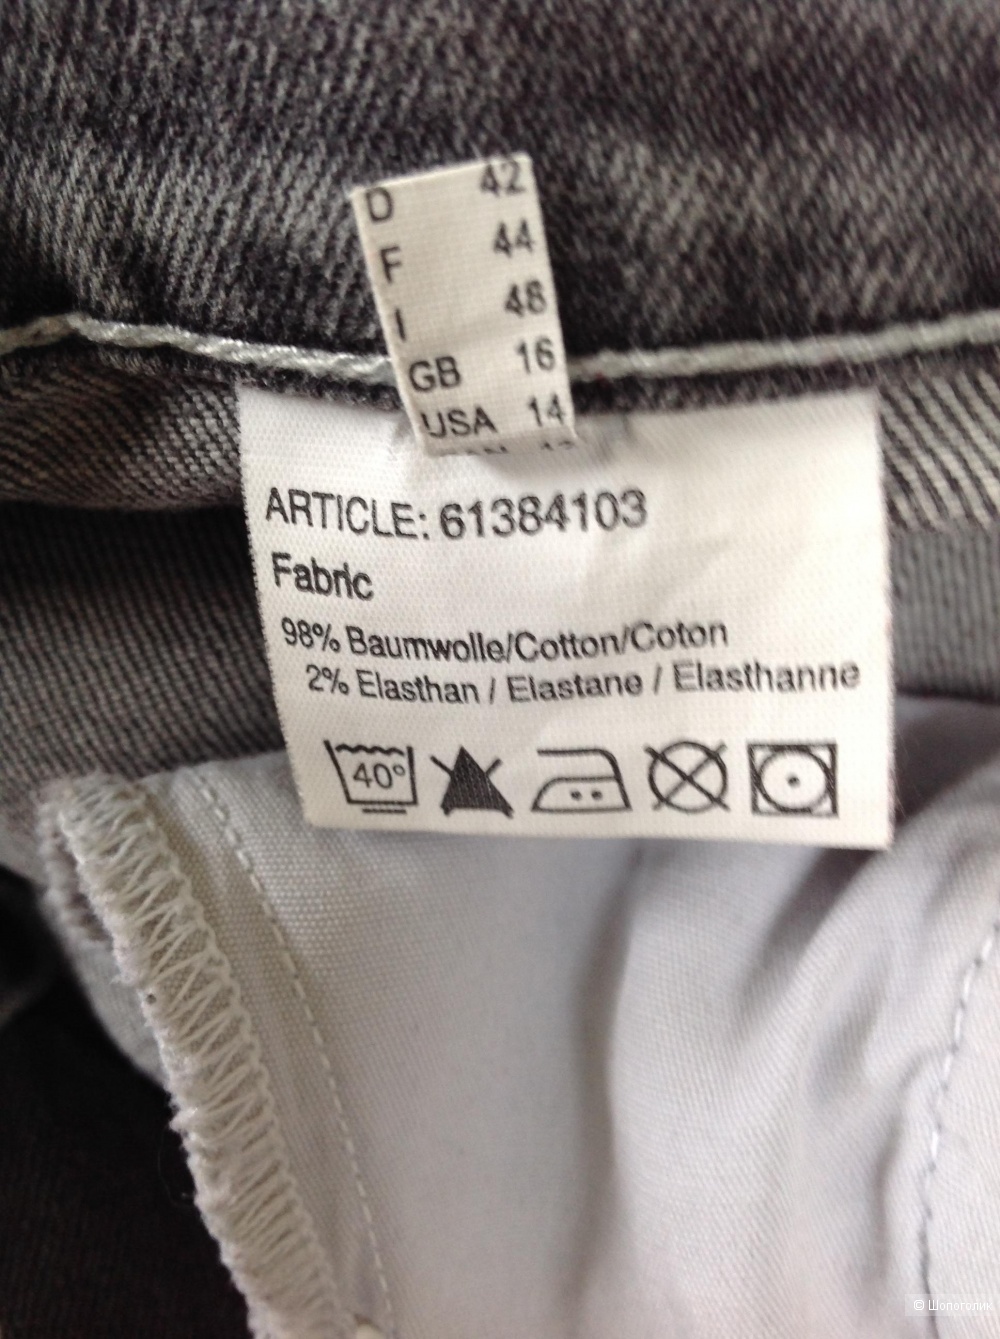 D 42
F 44
I 48
GB 16
USA 14
ARTICLE: 61384103
Fabric
98% Baumwolle/Cotton/Coton
2% Elasthan / Elastane / Elasthanne
40°
© Шопоголик